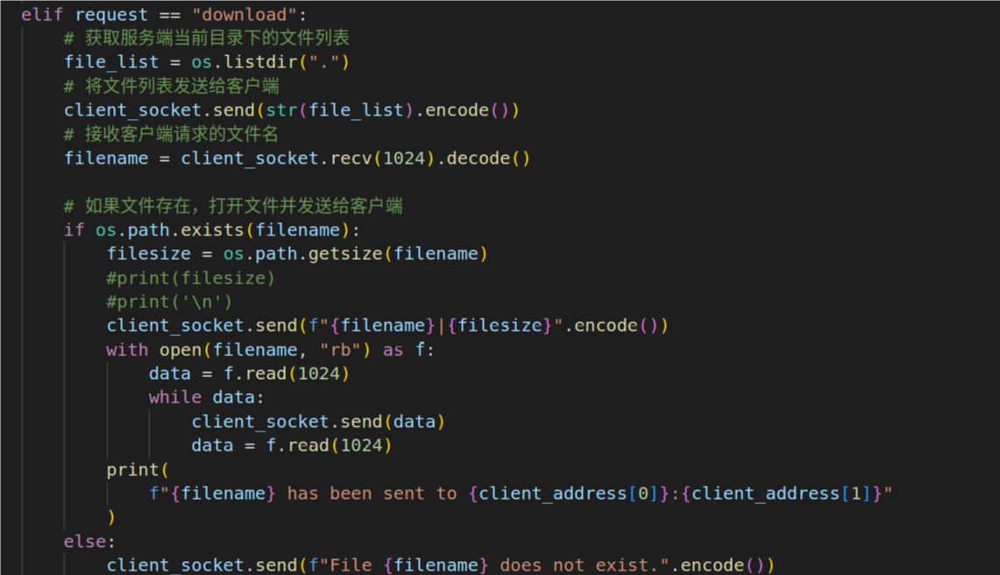 elif request == "download":
    # 获取服务端当前目录下的文件列表
    file_list = os.listdir(".")
    # 将文件列表发送给客户端
    client_socket.send(str(file_list).encode())
    # 接收客户端请求的文件名
    filename = client_socket.recv(1024).decode()

    # 如果文件存在，打开文件并发送给客户端
    if os.path.exists(filename):
        filesize = os.path.getsize(filename)
        #print(filesize)
        #print('\n')
        client_socket.send(f"{filename}|{filesize}".encode())
        with open(filename, "rb") as f:
            data = f.read(1024)
            while data:
                client_socket.send(data)
                data = f.read(1024)
        print(
            f"{filename} has been sent to {client_address[0]}:{client_address[1]}"
        )
    else:
        client_socket.send(f"File {filename} does not exist.".encode())